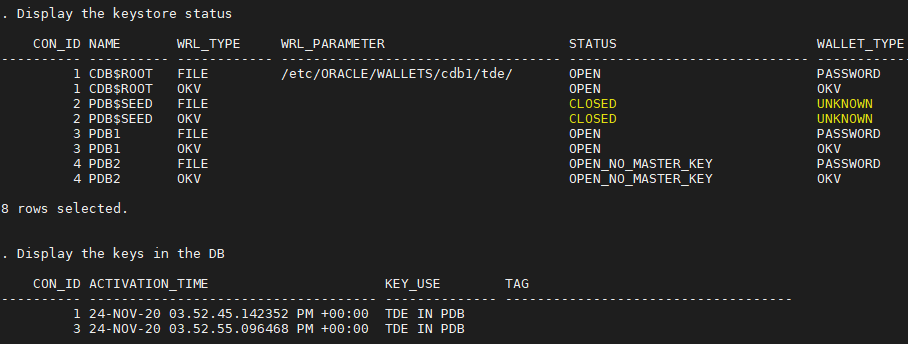 . Display the keystore status
CON_ID NAME WRL_TYPE WRL_PARAMETER STATUS WALLET_TYPE
---------- ---------- ------------ ----------------------------------- ------------------------------ ------------
1 CDB$ROOT FILE /etc/ORACLE/WALLETS/cdb1/tde/ OPEN PASSWORD
1 CDB$ROOT OKV OPEN OKV
2 PDB$SEED FILE CLOSED UNKNOWN
2 PDB$SEED OKV CLOSED UNKNOWN
3 PDB1 FILE OPEN PASSWORD
3 PDB1 OKV OPEN OKV
4 PDB2 FILE OPEN_NO_MASTER_KEY PASSWORD
4 PDB2 OKV OPEN_NO_MASTER_KEY OKV
8 rows selected.
. Display the keys in the DB
CON_ID ACTIVATION_TIME KEY_USE TAG
---------- ----------------------------------- -------------- -----------------------------------
1 24-NOV-20 03.52.45.142352 PM +00:00 TDE IN PDB
3 24-NOV-20 03.52.55.096468 PM +00:00 TDE IN PDB